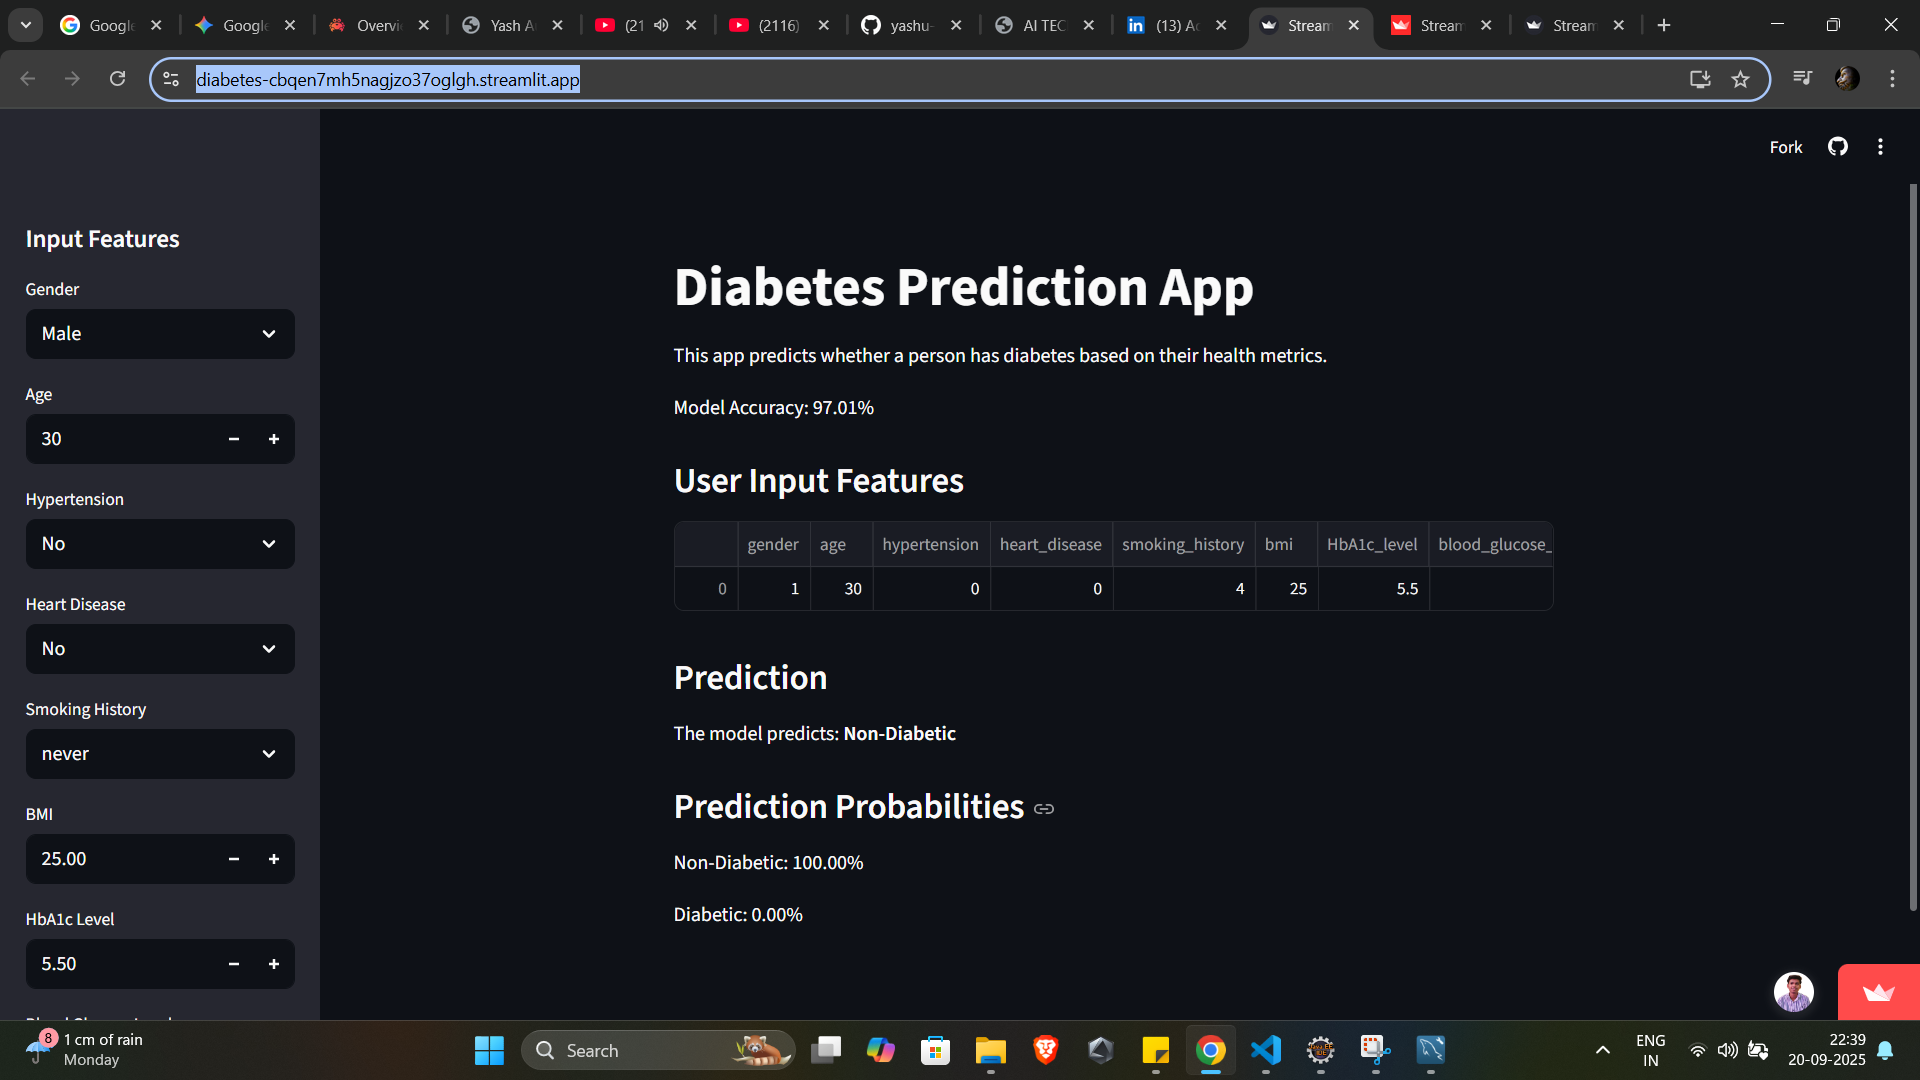 Google
Google
Overvi
Yash A
(21
(2116)
yashu-
AI TEC
(13) Ac
Stream
Stream
Stream
diabetes-cbqen7mh5nagjzo37oglgh.streamlit.app
Fork
Input Features
Gender
Male
Age
30
Hypertension
No
Heart Disease
No
Smoking History
never
BMI
25.00
HbA1c Level
5.50
Diabetes Prediction App
This app predicts whether a person has diabetes based on their health metrics.
Model Accuracy: 97.01%
User Input Features
gender age hypertension heart_disease smoking_history bmi HbA1c_level blood_glucose_
0 1 30 0 0 4 25 5.5
Prediction
The model predicts: Non-Diabetic
Prediction Probabilities
Non-Diabetic: 100.00%
Diabetic: 0.00%
8
1 cm of rain
Monday
Search
ENG
IN
22:39
20-09-2025